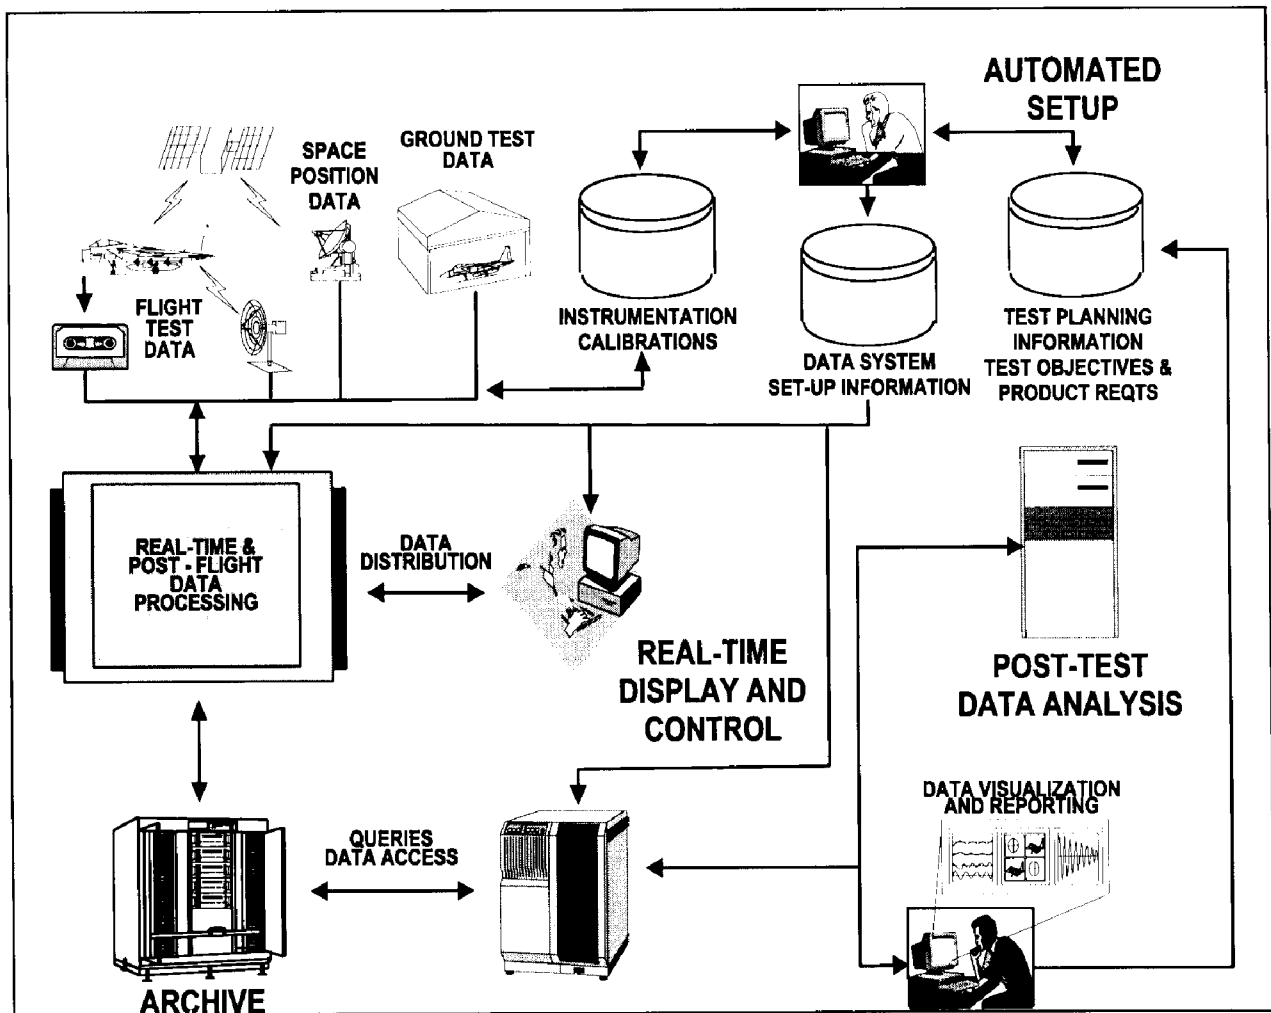 AUTOMATED
SETUP
GROUND TEST
DATA
SPACE
POSITION
DATA
FLIGHT
TEST
DATA
INSTRUMENTATION
CALIBRATIONS
DATA SYSTEM
SET-UP INFORMATION
TEST PLANNING
INFORMATION
TEST OBJECTIVES &
PRODUCT REQTS
REAL-TIME &
POST - FLIGHT
DATA
PROCESSING
DATA
DISTRIBUTION
REAL-TIME
DISPLAY AND
CONTROL
POST-TEST
DATA ANALYSIS
DATA VISUALIZATION
AND REPORTING
QUERIES
DATA ACCESS
ARCHIVE